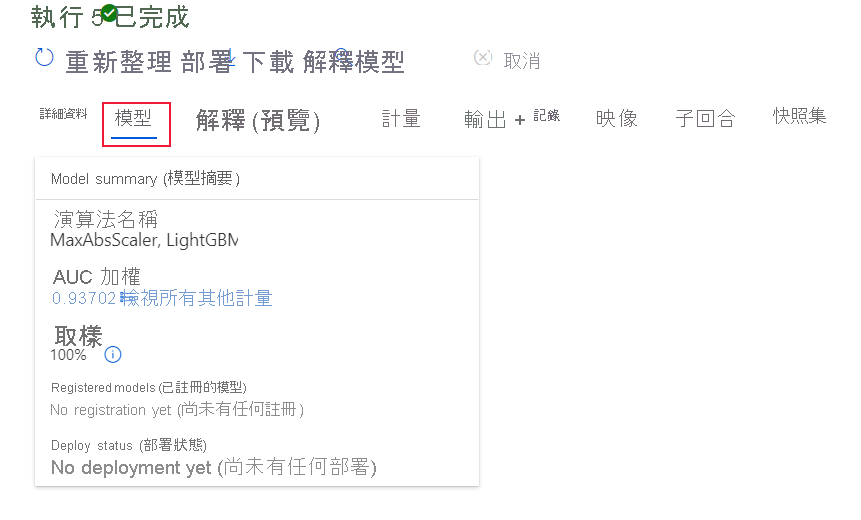 執行 5 已完成
重新整理 部署 下載 解釋模型 取消
詳細資料 模型 解釋 (預覽) 計量 輸出 + 記錄 映像 子回合 快照集
Model summary (模型摘要)
演算法名稱
MaxAbsScaler, LightGBM
AUC 加權
0.93702 檢視所有其他計量
取樣
100%
Registered models (已註冊的模型)
No registration yet (尚未有任何註冊)
Deploy status (部署狀態)
No deployment yet (尚未有任何部署)